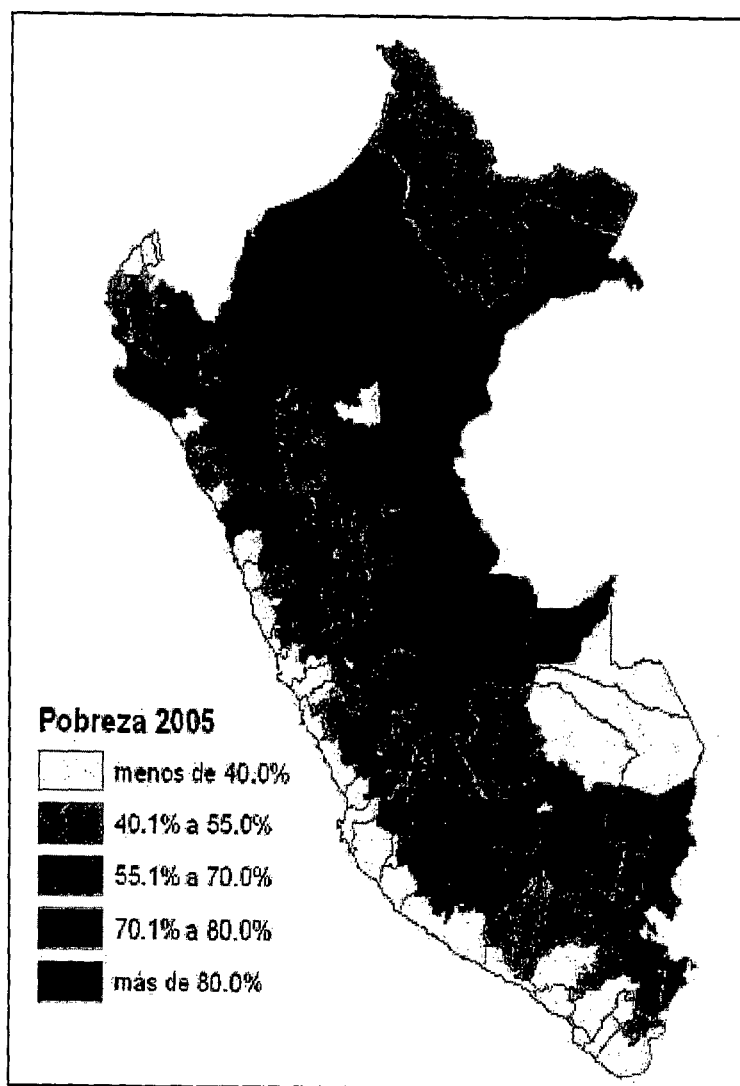 Pobreza 2005
menos de 40.0%
40.1% a 55.0%
55.1% a 70.0%
70.1% a 80.0%
más de 80.0%